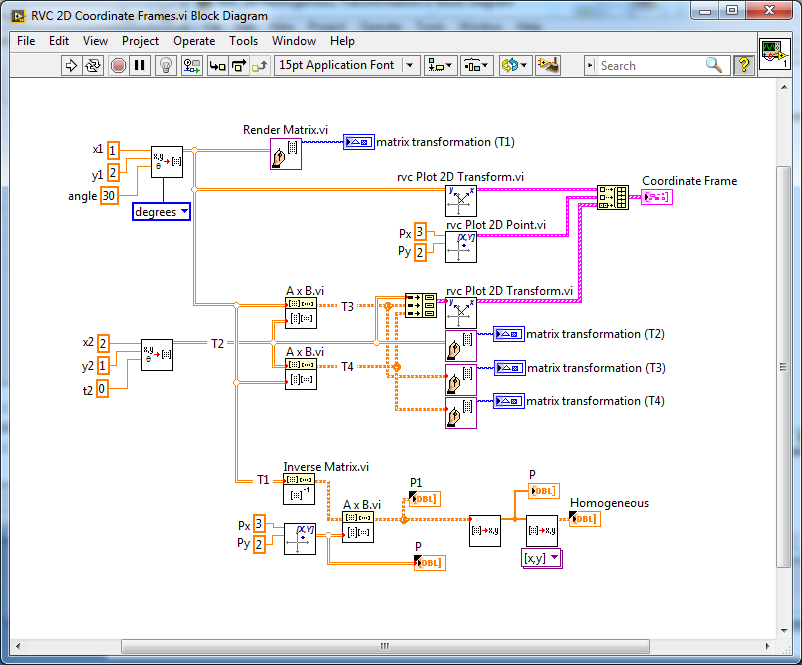 RVC 2D Coordinate Frames.vi Block Diagram
File Edit View Project Operate Tools Window Help
15pt Application Font
Search
?
Render Matrix.vi
matrix transformation (T1)
x1 1
y1 2
angle 30
x,y
θ
degrees
rvc Plot 2D Transform.vi
Coordinate Frame
y x
Px 3
Py 2
rvc Plot 2D Point.vi
[X,Y]
A x B.vi
T3
rvc Plot 2D Transform.vi
y x
x2 2
y2 1
t2 0
x,y
θ
T2
matrix transformation (T2)
A x B.vi
T4
matrix transformation (T3)
matrix transformation (T4)
Inverse Matrix.vi
T1
-1
P1
DBL
P
DBL
Homogeneous
DBL
A x B.vi
Px 3
Py 2
[X,Y]
x,y
x,y
P
DBL
[x,y]